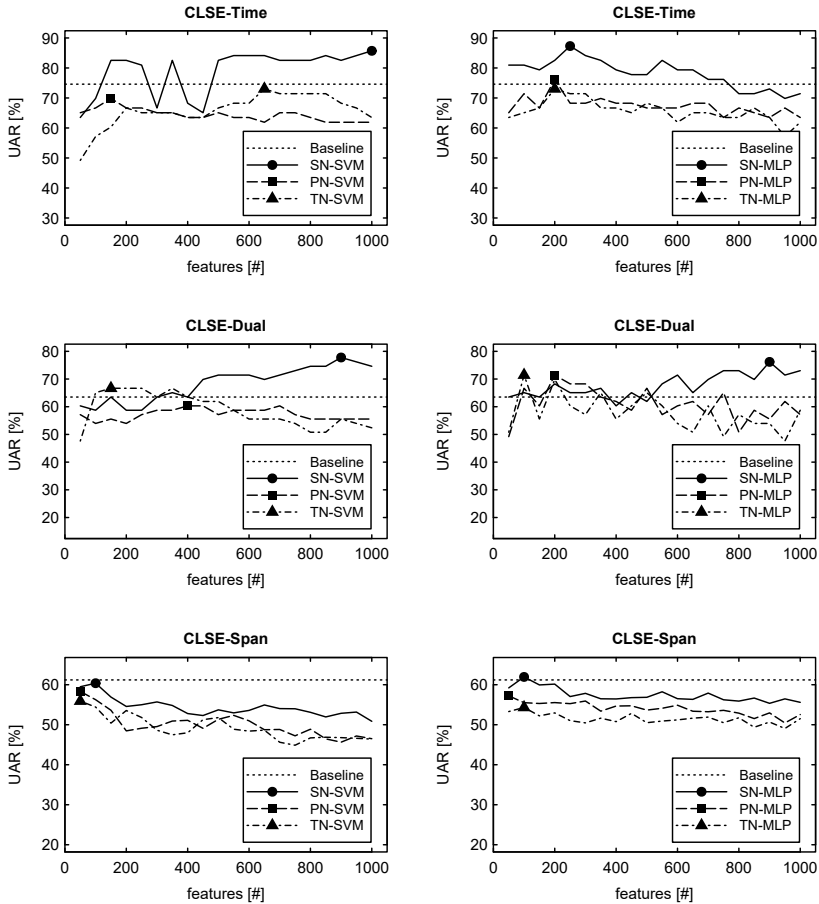 CLSE-Time
UAR [%]
90
80
70
60
50
40
30
Baseline
SN-SVM
PN-SVM
TN-SVM
0 200 400 600 800 1000
features [#]
CLSE-Time
UAR [%]
90
80
70
60
50
40
30
Baseline
SN-MLP
PN-MLP
TN-MLP
0 200 400 600 800 1000
features [#]
CLSE-Dual
UAR [%]
80
70
60
50
40
30
20
Baseline
SN-SVM
PN-SVM
TN-SVM
0 200 400 600 800 1000
features [#]
CLSE-Dual
UAR [%]
80
70
60
50
40
30
20
Baseline
SN-MLP
PN-MLP
TN-MLP
0 200 400 600 800 1000
features [#]
CLSE-Span
UAR [%]
60
50
40
30
20
Baseline
SN-SVM
PN-SVM
TN-SVM
0 200 400 600 800 1000
features [#]
CLSE-Span
UAR [%]
60
50
40
30
20
Baseline
SN-MLP
PN-MLP
TN-MLP
0 200 400 600 800 1000
features [#]